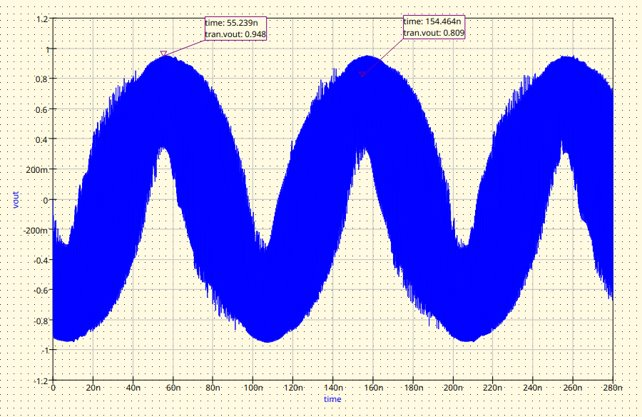 time: 55.239n
tran.vout: 0.948
time: 154.464n
tran.vout: 0.809
1.2
1
0.8
0.6
0.4
200m
0
-200m
-0.4
-0.6
-0.8
-1
-1.2
vout
0 20n 40n 60n 80n 100n 120n 140n 160n 180n 200n 220n 240n 260n 280n
time